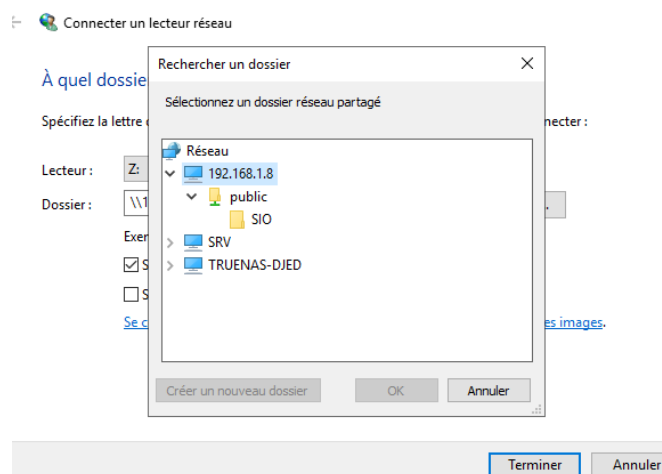 Connecter un lecteur réseau
Rechercher un dossier
À quel dossie
Sélectionnez un dossier réseau partagé
Spécifiez la lettre necter :
Réseau
Lecteur : Z: 192.168.1.8
public
Dossier : \\1
SIO
Exer
SRV
S TRUENAS-DJED
S
Se c es images.
Créer un nouveau dossier OK Annuler
Terminer Annuler